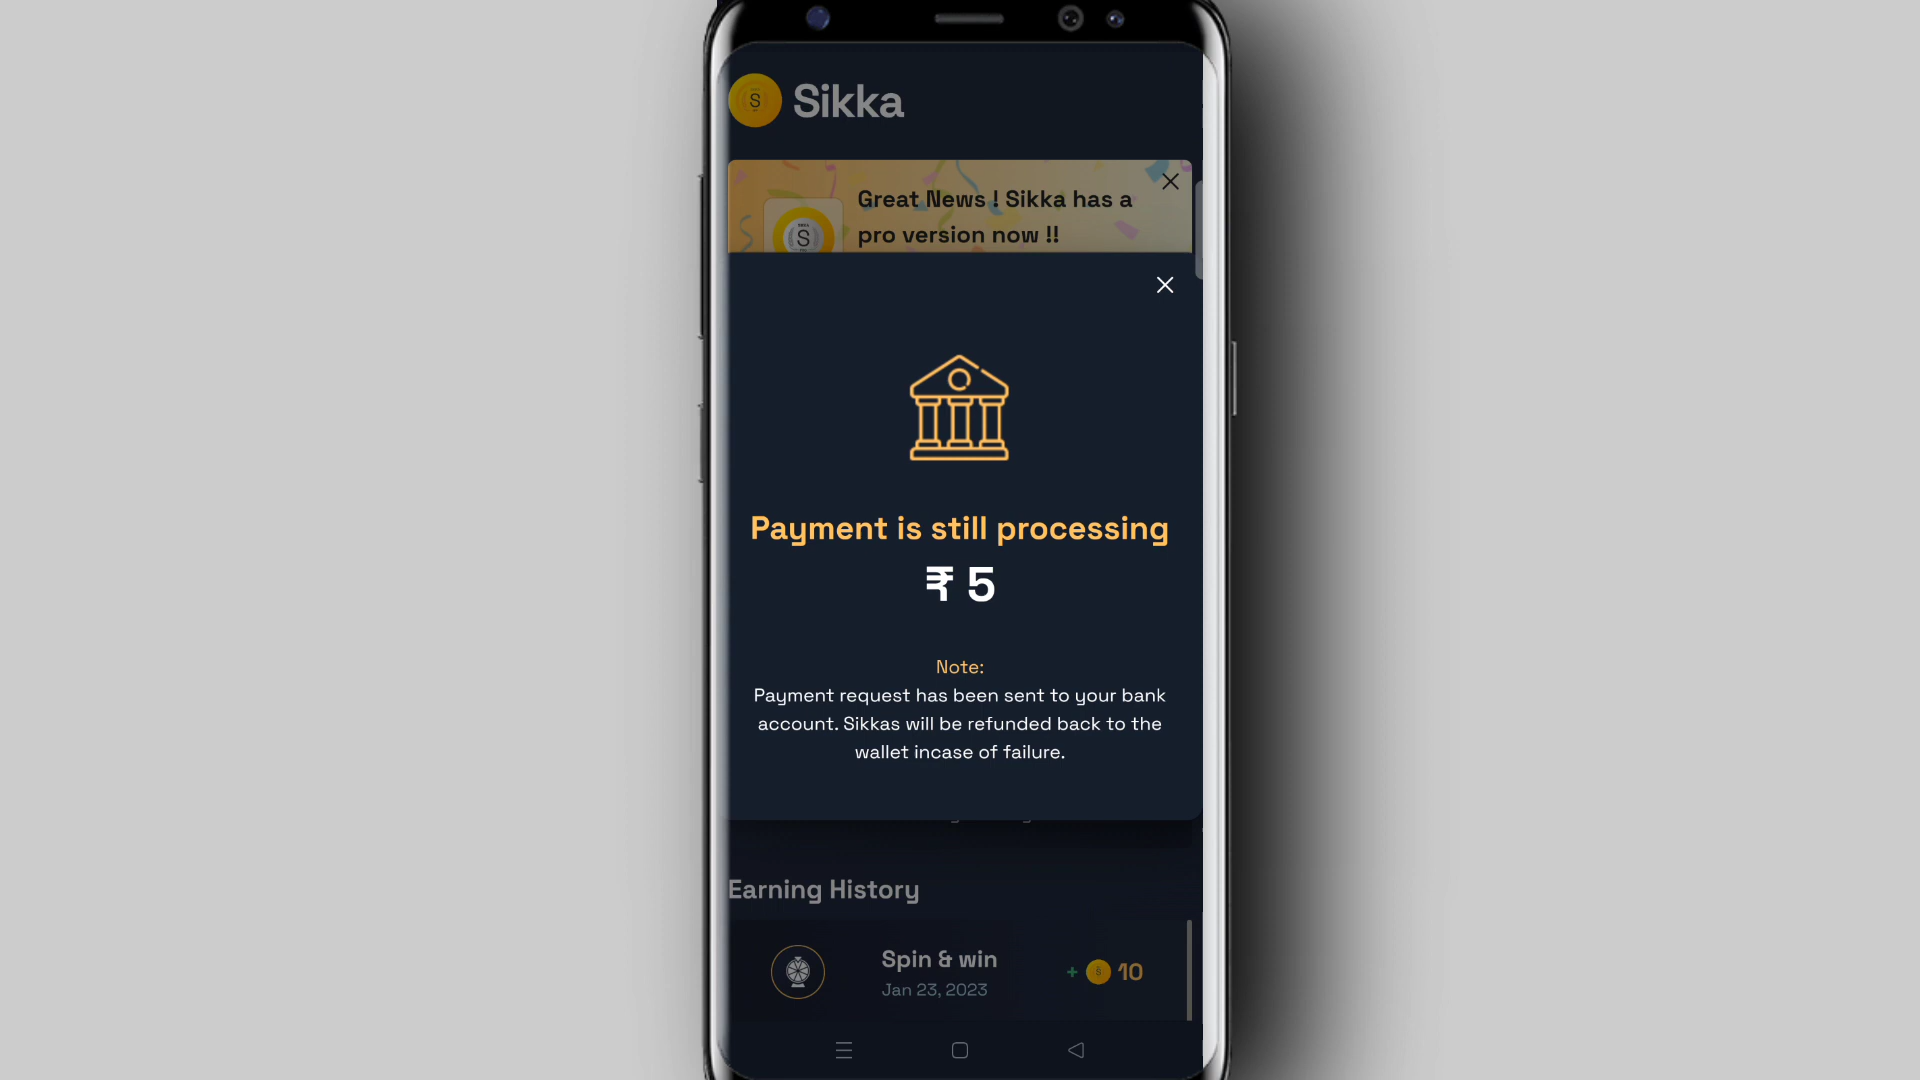 Sikka
Great News ! Sikka has a
pro version now !!
Payment is still processing
₹ 5
Note:
Payment request has been sent to your bank
account. Sikkas will be refunded back to the
wallet incase of failure.
Earning History
Spin & win
+ 10
Jan 23, 2023